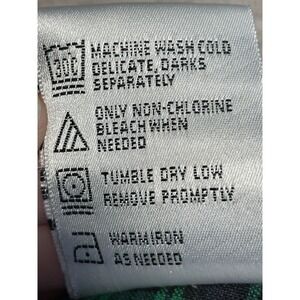 30C
MACHINE WASH COLD
DELICATE, DARKS
SEPARATELY
ONLY NON-CHLORINE
BLEACH WHEN
NEEDED
TUMBLE DRY LOW
REMOVE PROMPTLY
WARM IRON
AS NEEDED